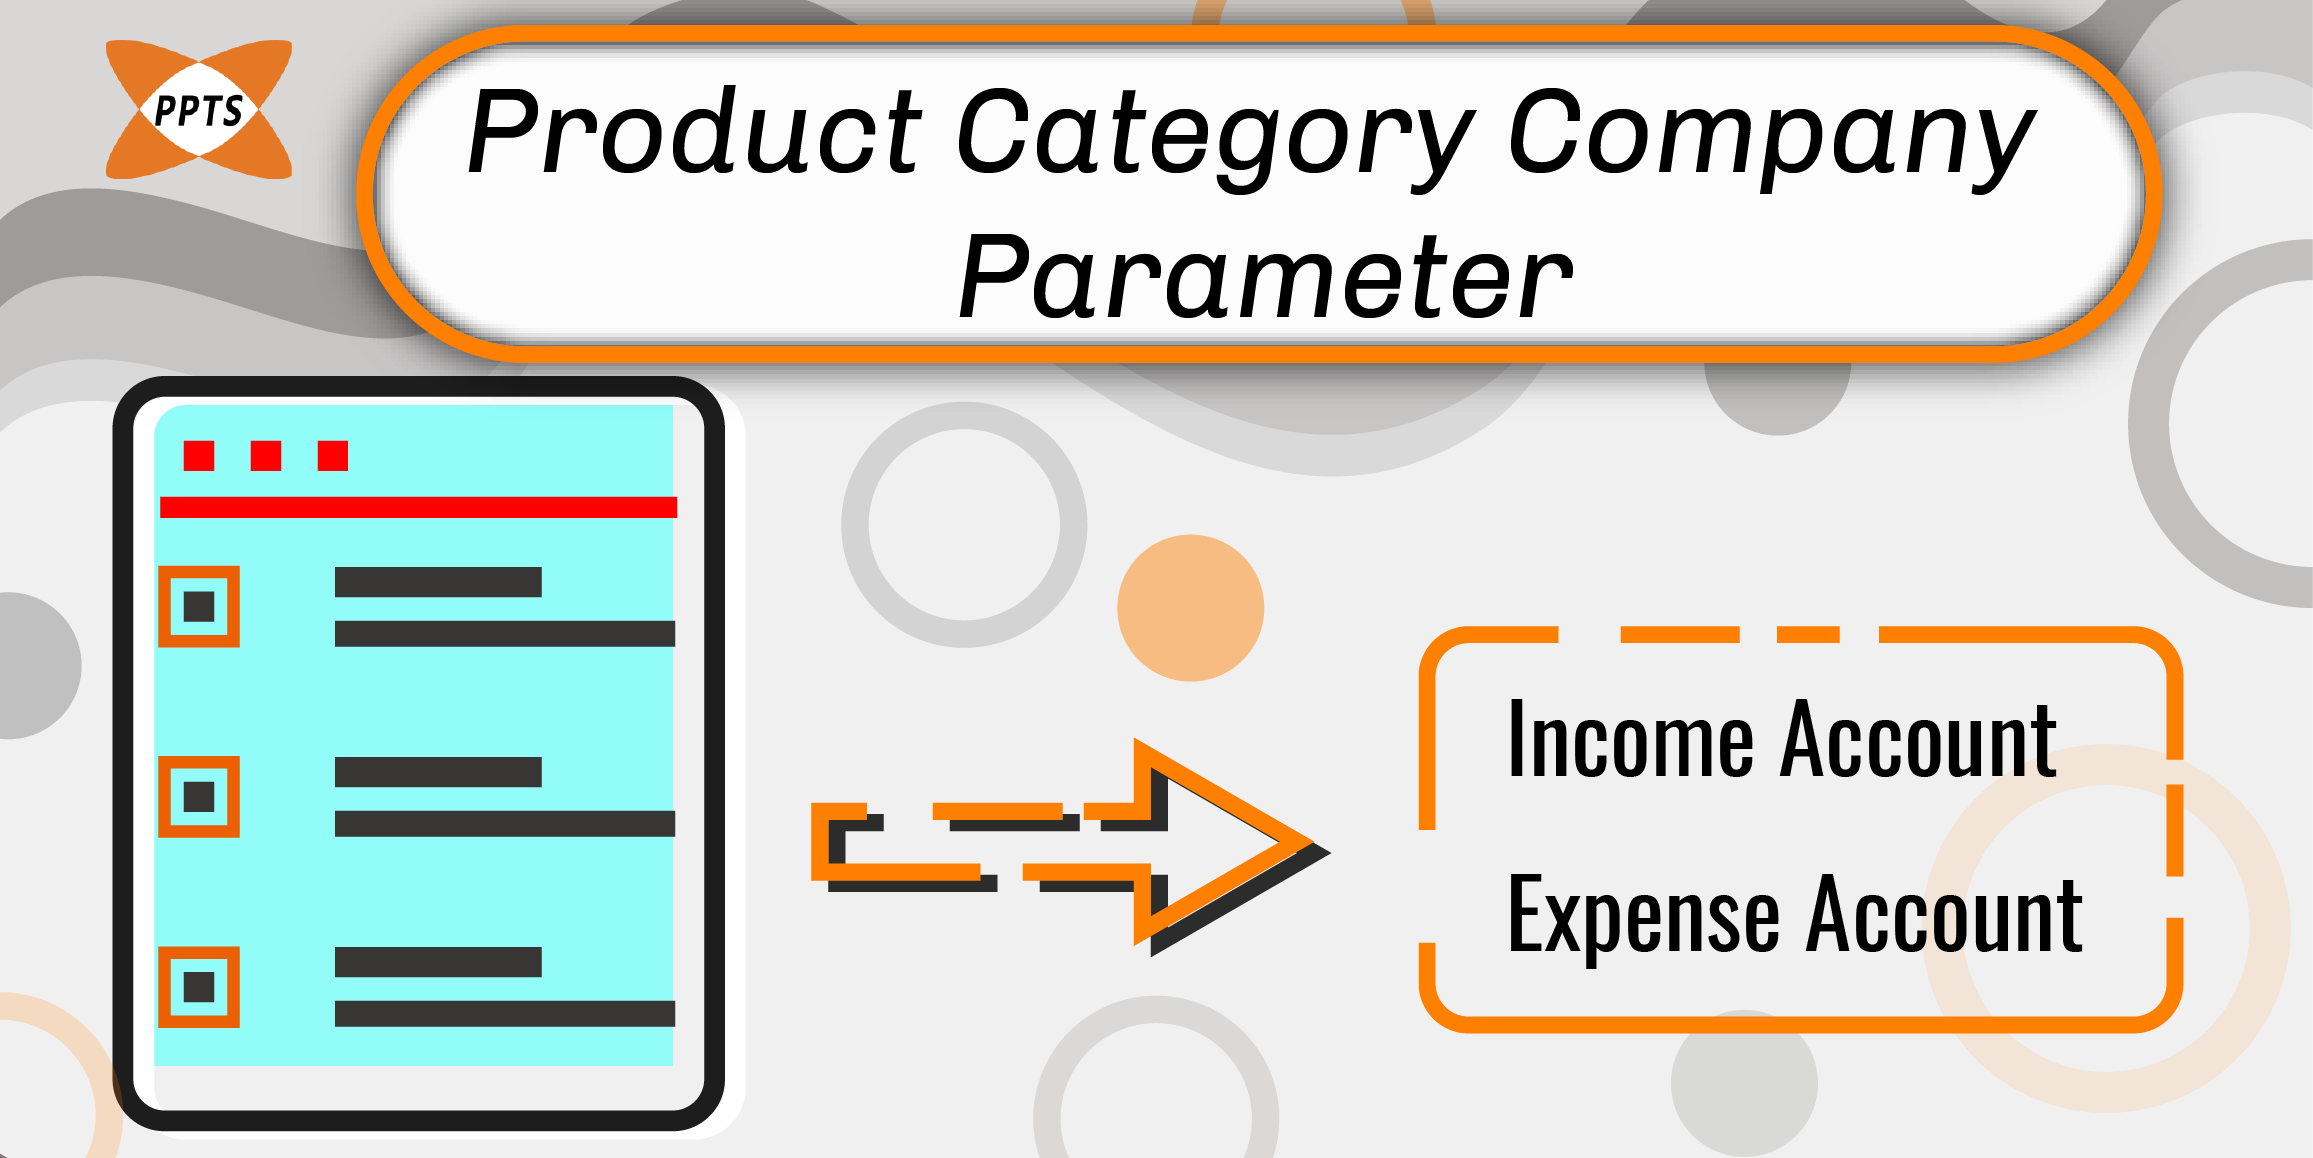 PPTS
Product Category Company
Parameter
Income Account
Expense Account